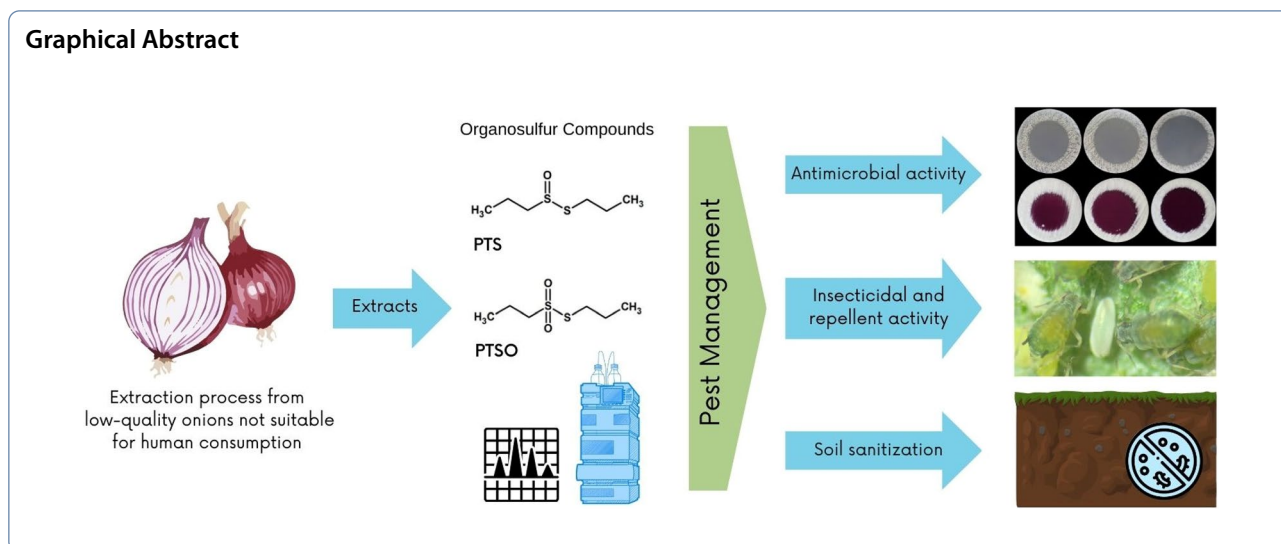 Graphical Abstract
Organosulfur Compounds
O
H₃C
S
S
CH₃
PTS
O
H₃C
S
S
CH₃
O
PTSO
Extracts
Extraction process from
low-quality onions not suitable
for human consumption
Pest Management
Antimicrobial activity
Insecticidal and
repellent activity
Soil sanitization